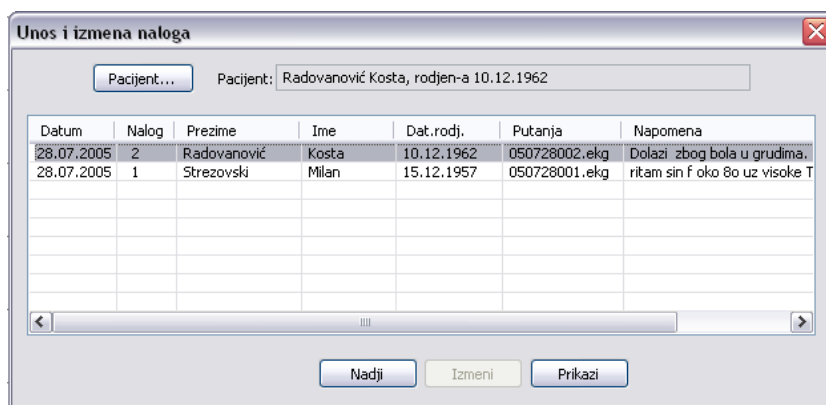 Unos i izmena naloga
Pacijent... Pacijent: Radovanović Kosta, rodjen-a 10.12.1962
Datum Nalog Prezime Ime Dat.rodj. Putanja Napomena
28.07.2005 2 Radovanović Kosta 10.12.1962 050728002.ekg Dolazi zbog bola u grudima.
28.07.2005 1 Strezovski Milan 15.12.1957 050728001.ekg ritam sin f oko 8o uz visoke T
Nadji Izmeni Prikazi